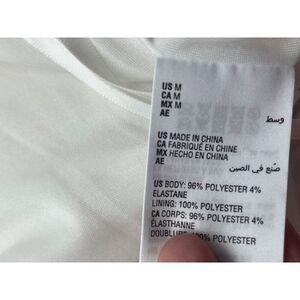 US M
CA M
MX M
AE
وسط
US MADE IN CHINA
CA FABRIQUÉ EN CHINE
MX HECHO EN CHINA
AE
صنع في الصين
US BODY: 96% POLYESTER 4%
ELASTANE
LINING: 100% POLYESTER
CA CORPS: 96% POLYESTER 4%
ÉLASTHANNE
DOUBLURE: 100% POLYESTER